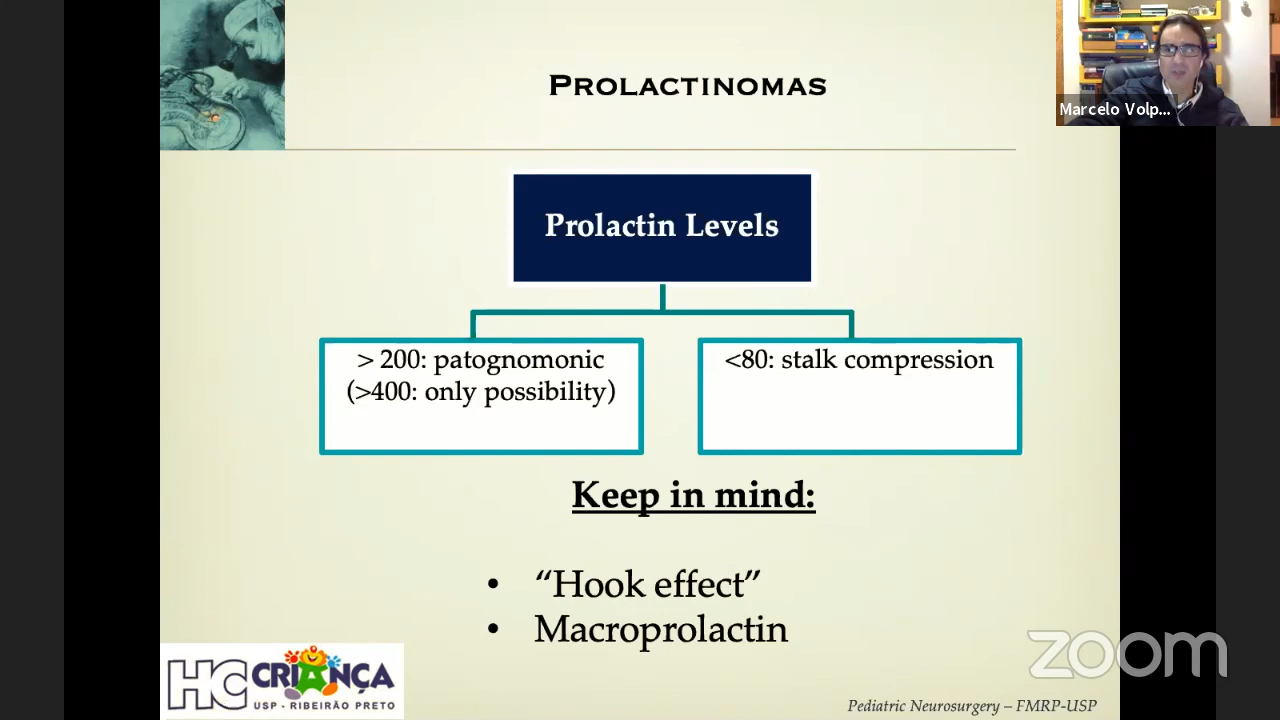 PROLACTINOMAS
Marcelo Volp...
Prolactin Levels
> 200: patognomonic
(>400: only possibility)
<80: stalk compression
Keep in mind:
• “Hook effect”
• Macroprolactin
HC CRIANÇA
USP - RIBEIRÃO PRETO
zoom
Pediatric Neurosurgery – FMRP-USP